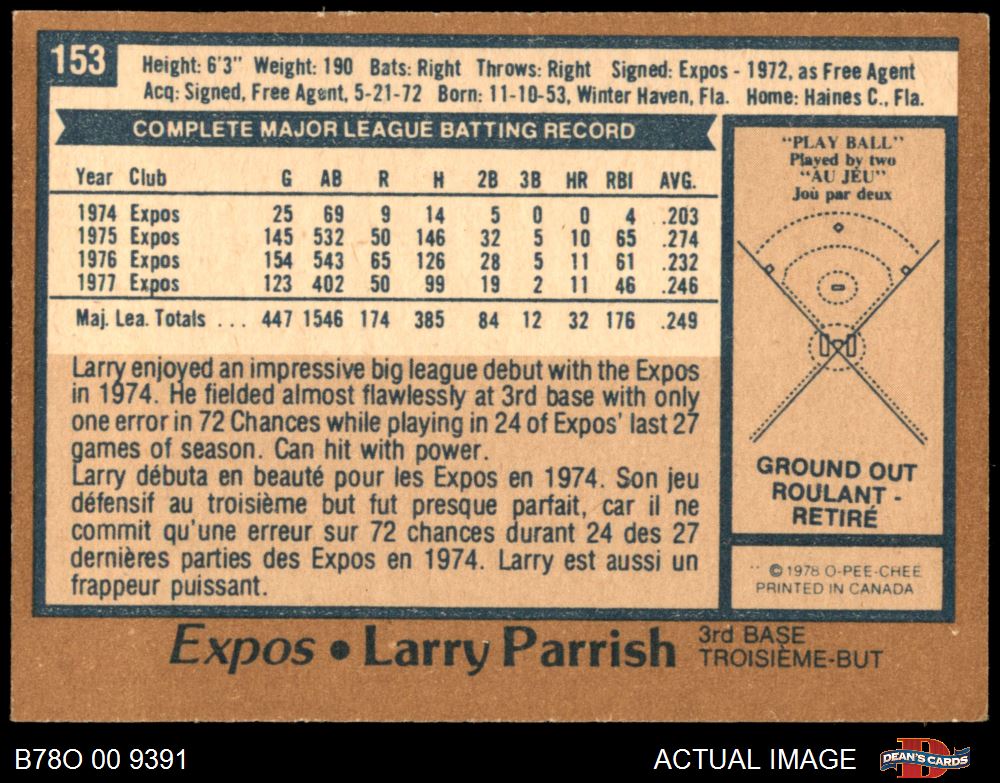 153
Height: 6'3" Weight: 190 Bats: Right Throws: Right Signed: Expos - 1972, as Free Agent
Acq: Signed, Free Agent, 5-21-72 Born: 11-10-53, Winter Haven, Fla. Home: Haines C., Fla.
COMPLETE MAJOR LEAGUE BATTING RECORD
Year Club G AB R H 2B 3B HR RBI AVG.
1974 Expos 25 69 9 14 5 0 0 4 .203
1975 Expos 145 532 50 146 32 5 10 65 .274
1976 Expos 154 543 65 126 28 5 11 61 .232
1977 Expos 123 402 50 99 19 2 11 46 .246
Maj. Lea. Totals ... 447 1546 174 385 84 12 32 176 .249
Larry enjoyed an impressive big league debut with the Expos
in 1974. He fielded almost flawlessly at 3rd base with only
one error in 72 Chances while playing in 24 of Expos' last 27
games of season. Can hit with power.
Larry débuta en beauté pour les Expos en 1974. Son jeu
défensif au troisième but fut presque parfait, car il ne
commit qu'une erreur sur 72 chances durant 24 des 27
dernières parties des Expos en 1974. Larry est aussi un
frappeur puissant.
"PLAY BALL"
Played by two
"AU JEU"
Joù par deux
GROUND OUT
ROULANT -
RETIRÉ
© 1978 O-PEE-CHEE
PRINTED IN CANADA
Expos • Larry Parrish
3rd BASE
TROISIÈME-BUT
B78O 00 9391
ACTUAL IMAGE
DEAN'S CARDS